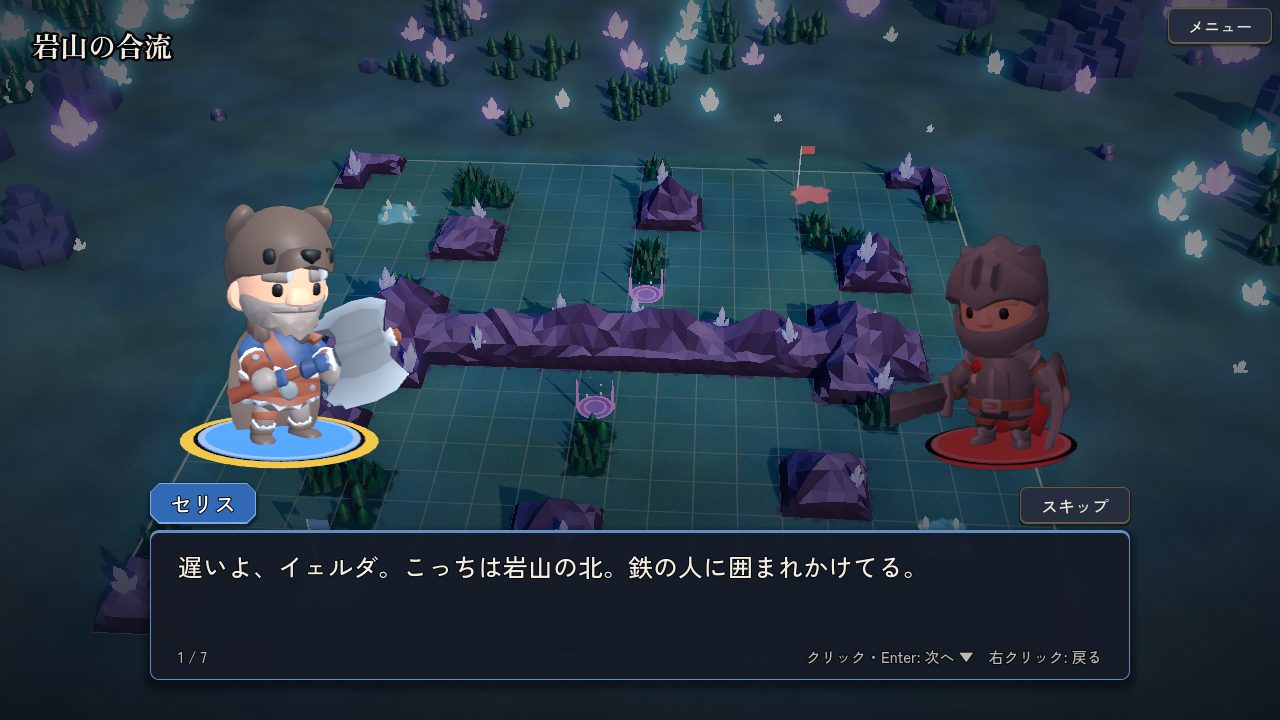 岩山の合流
メニュー
セリス
スキップ
遅いよ、イェルダ。こっちは岩山の北。鉄の人に囲まれかけてる。
1 / 7
クリック・Enter: 次へ ▼ 右クリック: 戻る